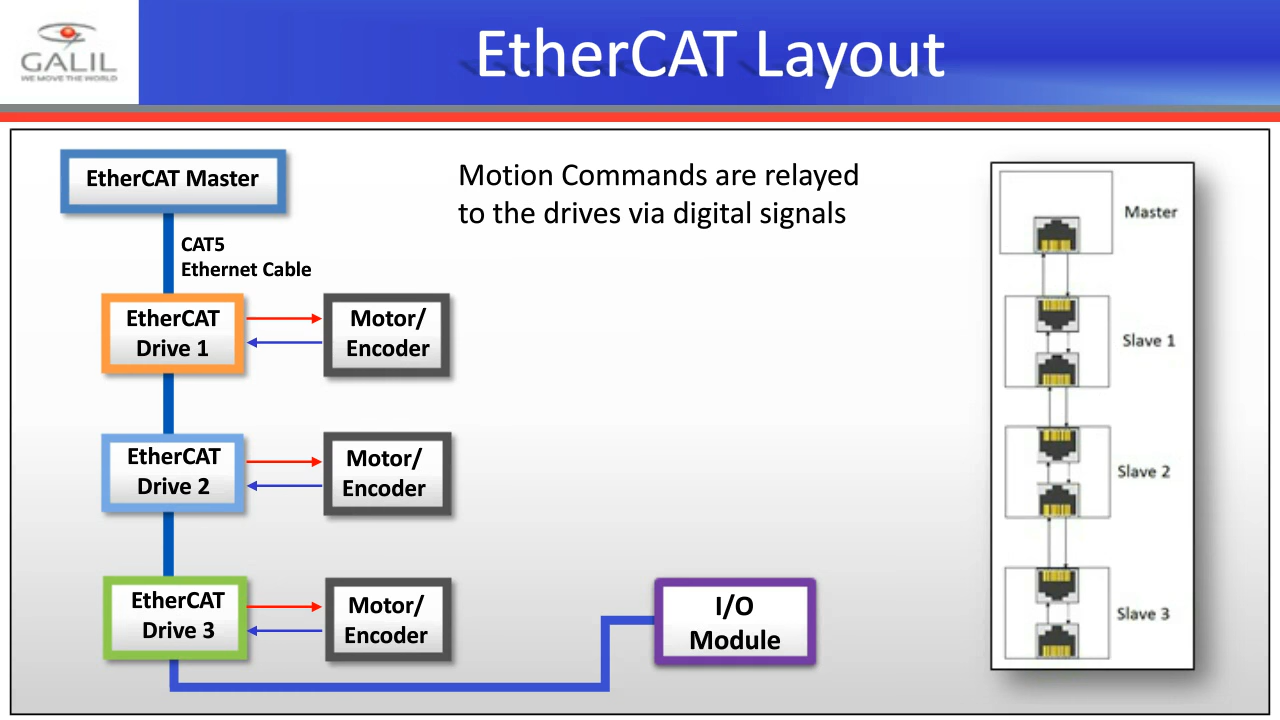 GALIL
WE MOVE THE WORLD
EtherCAT Layout
EtherCAT Master
Motion Commands are relayed
to the drives via digital signals
CAT5
Ethernet Cable
EtherCAT
Drive 1
Motor/
Encoder
EtherCAT
Drive 2
Motor/
Encoder
EtherCAT
Drive 3
Motor/
Encoder
I/O
Module
Master
Slave 1
Slave 2
Slave 3